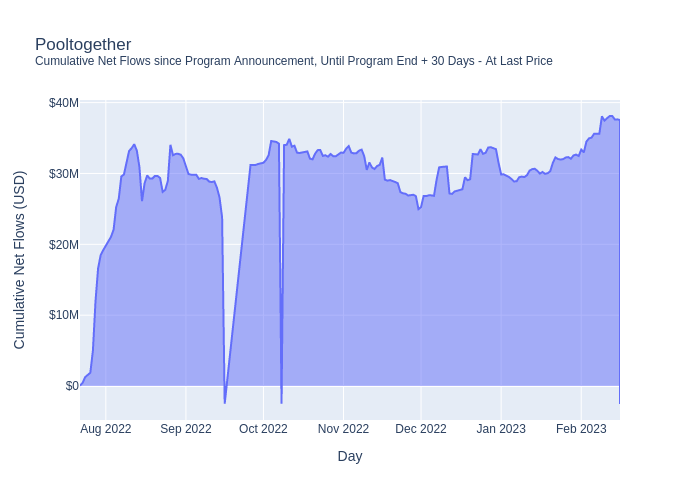 Pooltogether
Cumulative Net Flows since Program Announcement, Until Program End + 30 Days - At Last Price
Cumulative Net Flows (USD)
$40M
$30M
$20M
$10M
$0
Aug 2022 Sep 2022 Oct 2022 Nov 2022 Dec 2022 Jan 2023 Feb 2023
Day